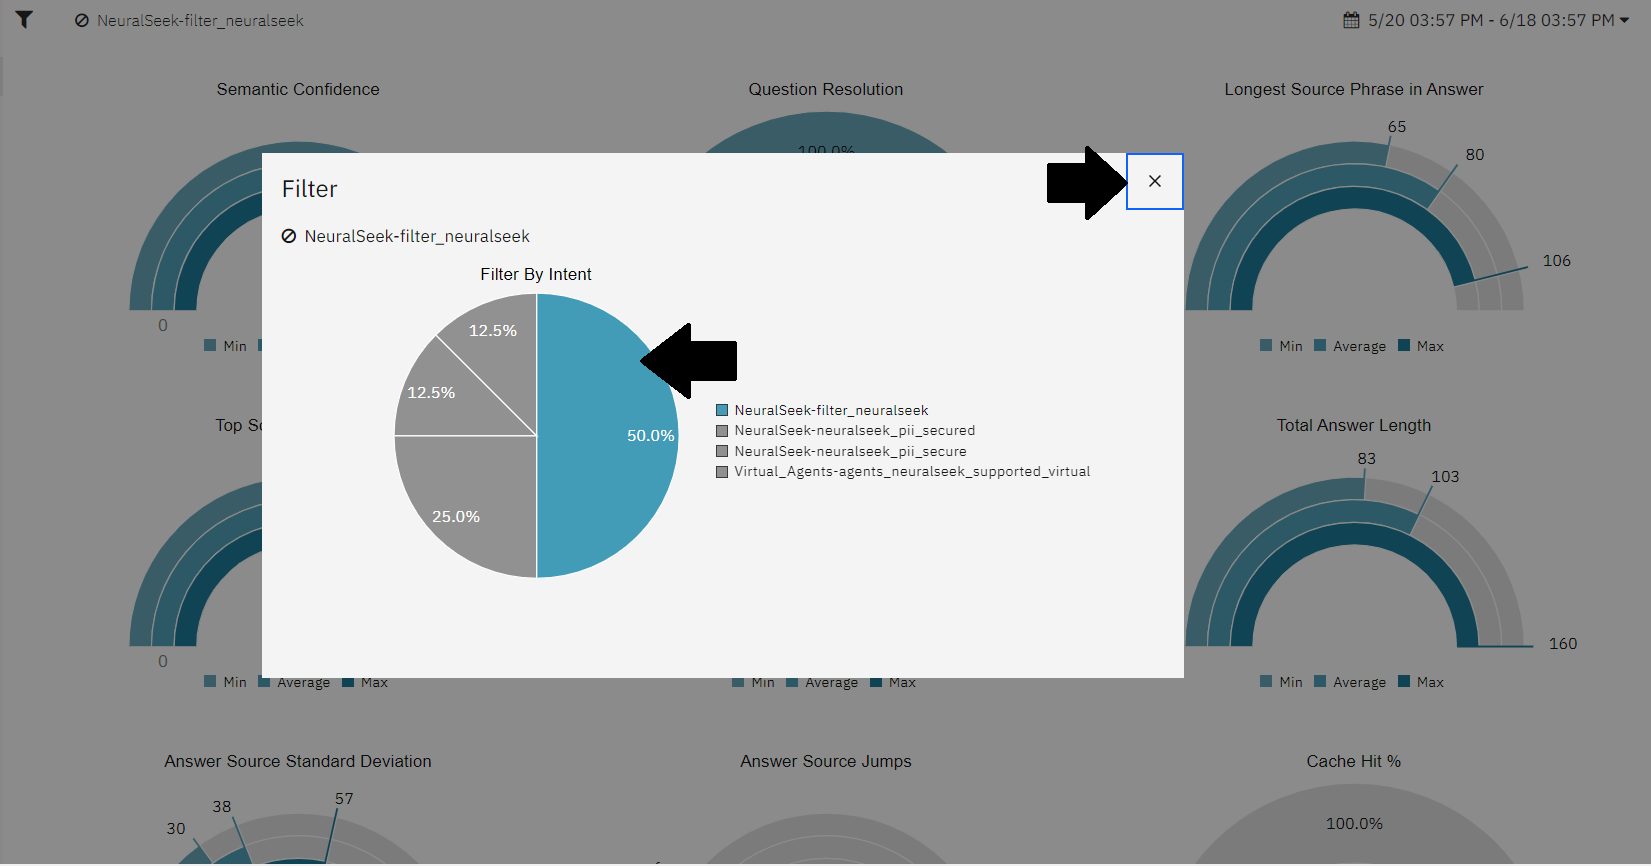 NeuralSeek-filter_neuralseek
5/20 03:57 PM - 6/18 03:57 PM
Semantic Confidence
Question Resolution
Longest Source Phrase in Answer
65
80
106
100.0%
0
Min
Min Average Max
Filter
NeuralSeek-filter_neuralseek
Filter By Intent
12.5%
12.5%
50.0%
25.0%
NeuralSeek-filter_neuralseek
NeuralSeek-neuralseek_pii_secured
NeuralSeek-neuralseek_pii_secure
Virtual_Agents-agents_neuralseek_supported_virtual
Top
Total Answer Length
83
103
160
0
Min Average Max
Min Average Max
Min Average Max
Answer Source Standard Deviation
Answer Source Jumps
Cache Hit %
57
38
30
100.0%